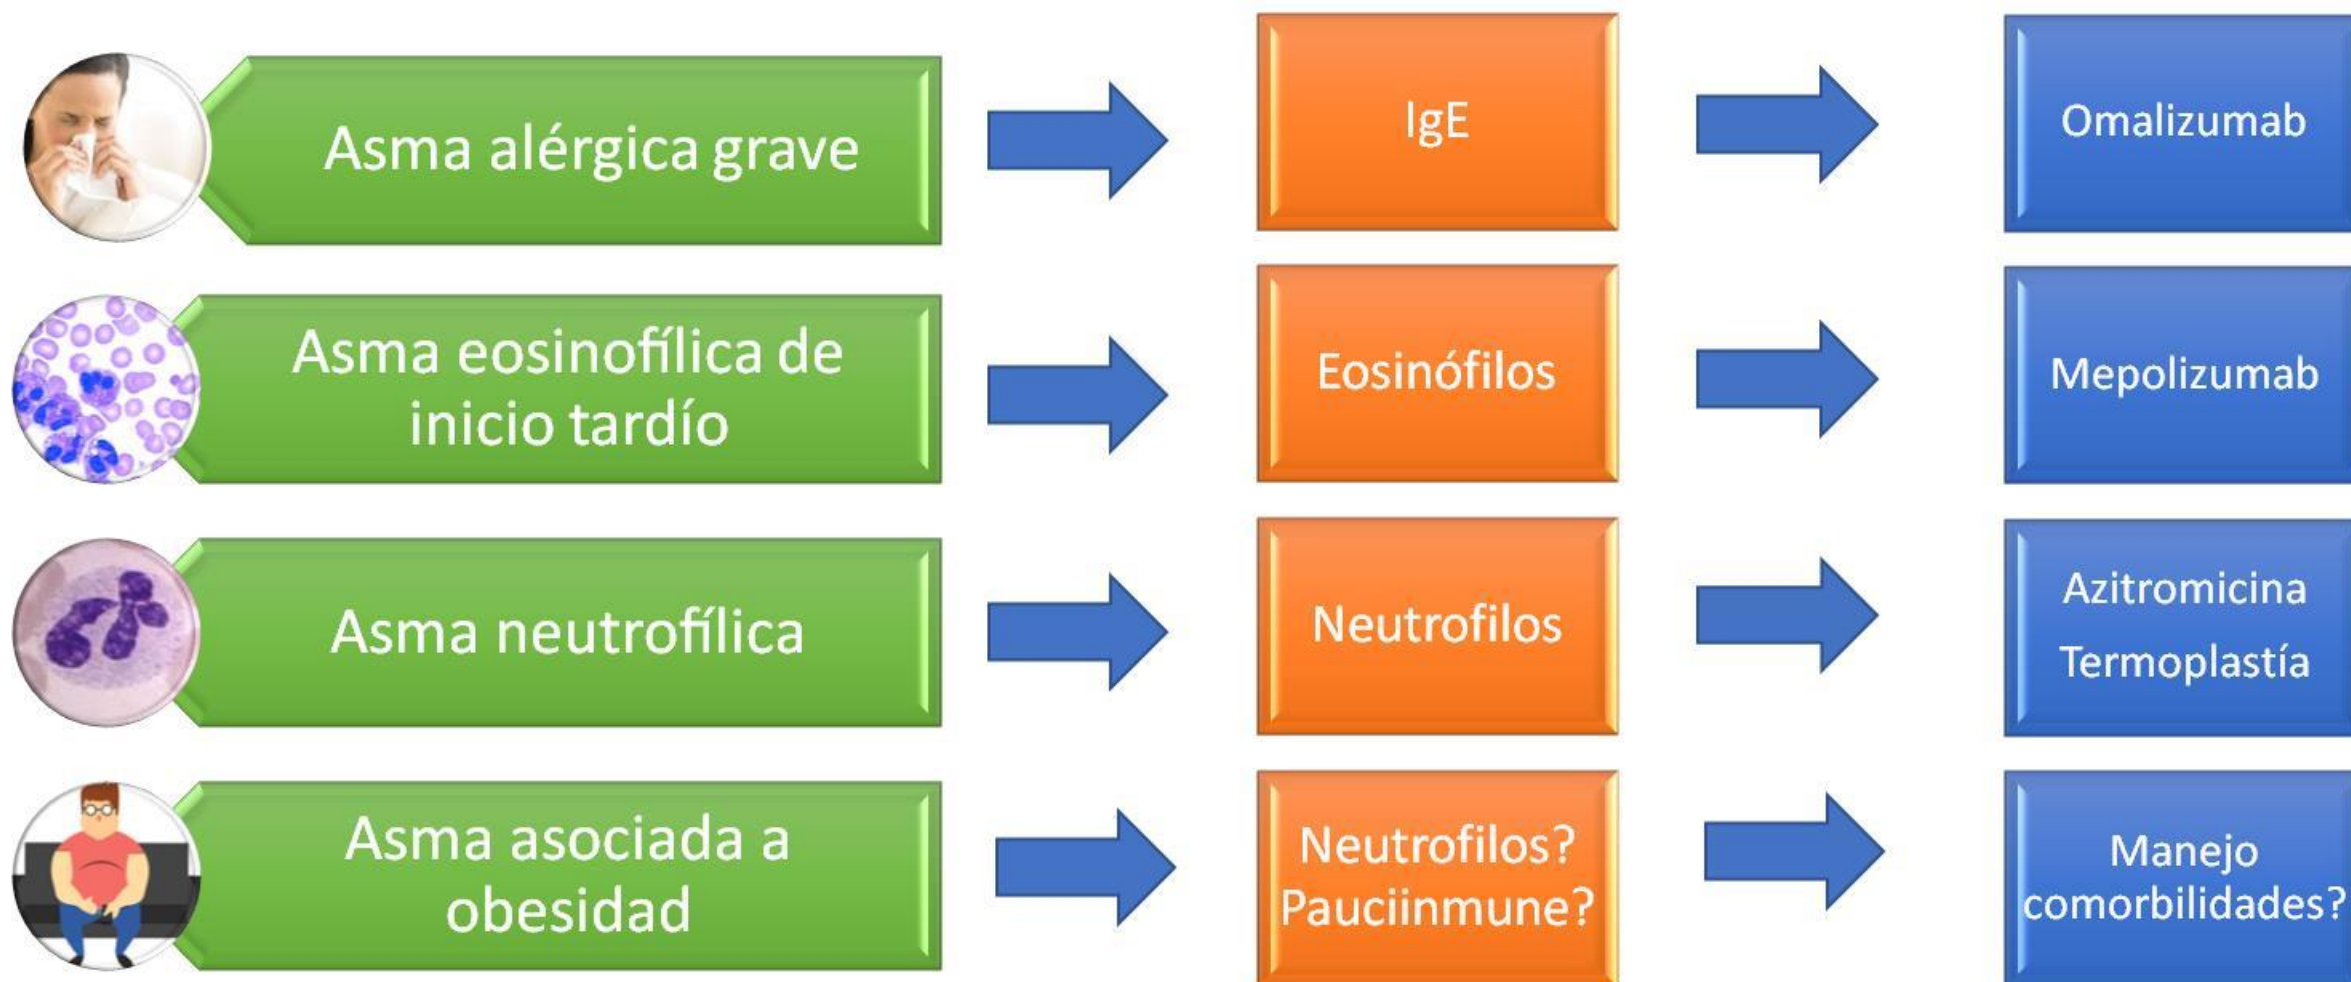 Asma alérgica grave
IgE
Omalizumab
Asma eosinofílica de
inicio tardío
Eosinófilos
Mepolizumab
Asma neutrofílica
Neutrofilos
Azitromicina
Termoplastía
Asma asociada a
obesidad
Neutrofilos?
Pauciinmune?
Manejo
comorbilidades?